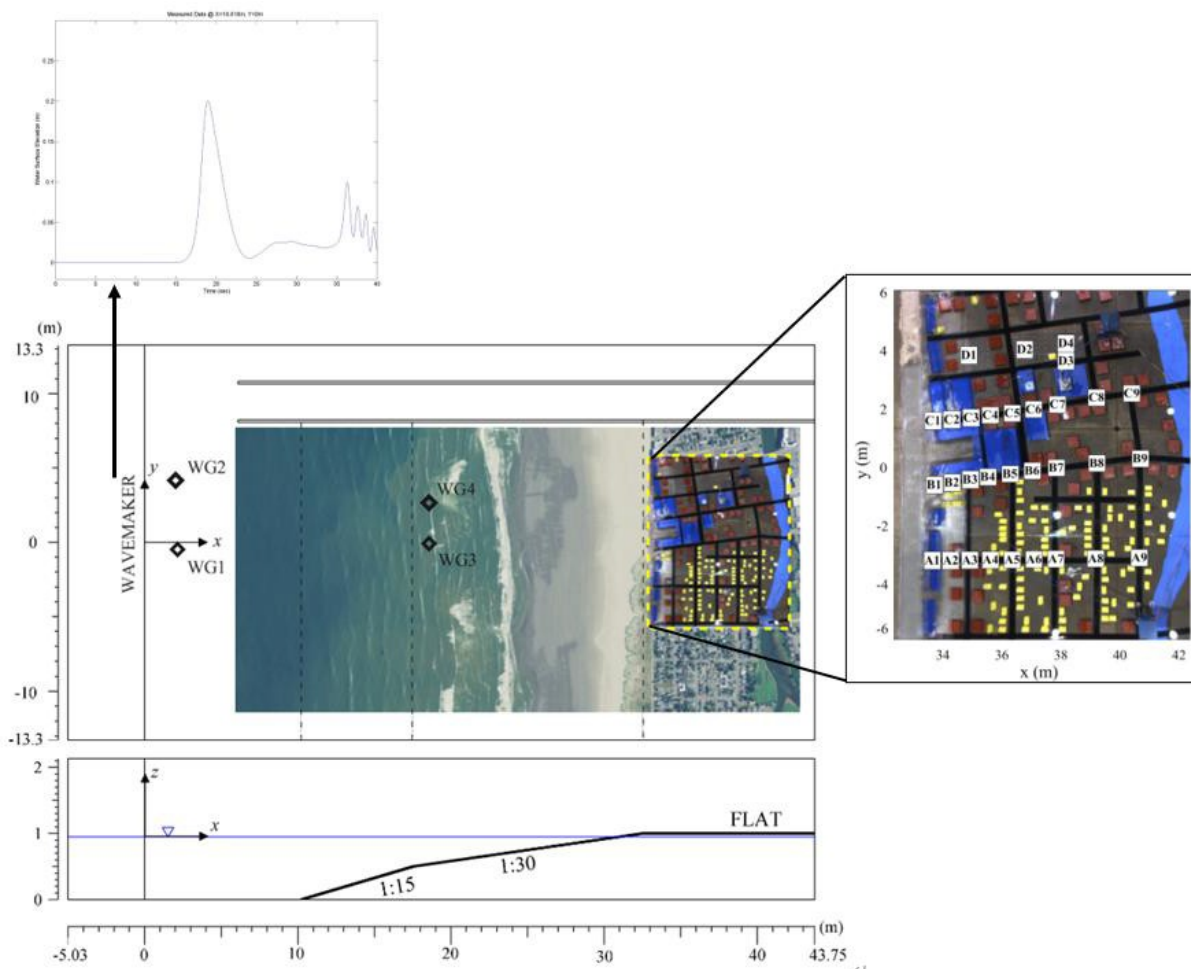 Measured Data @
0.25
0.2
0.15
0.1
0.05
0
Water Surface Elevation (m)
0 5 10 15 20 25 30 35 40
Time (sec)
(m)
13.3
10
0
-10
-13.3
WAVEMAKER
y
x
WG2
WG1
WG4
WG3
6
4
2
0
-2
-4
-6
y (m)
D1 D2 D4
D3
C1 C2 C3 C4 C5 C6 C7 C8 C9
B1 B2 B3 B4 B5 B6 B7 B8 B9
A1 A2 A3 A4 A5 A6 A7 A8 A9
34 36 38 40 42
x (m)
2
1
0
z
x
FLAT
1:30
1:15
(m)
-5.03 0 10 20 30 40 43.75